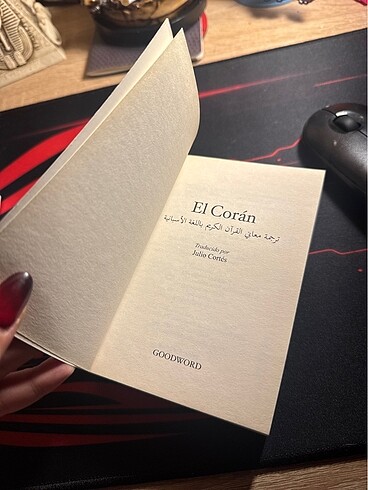 El Corán
ترجمة معاني القرآن الكريم باللغة الأسبانية
Traducido por
Julio Cortés
GOODWORD